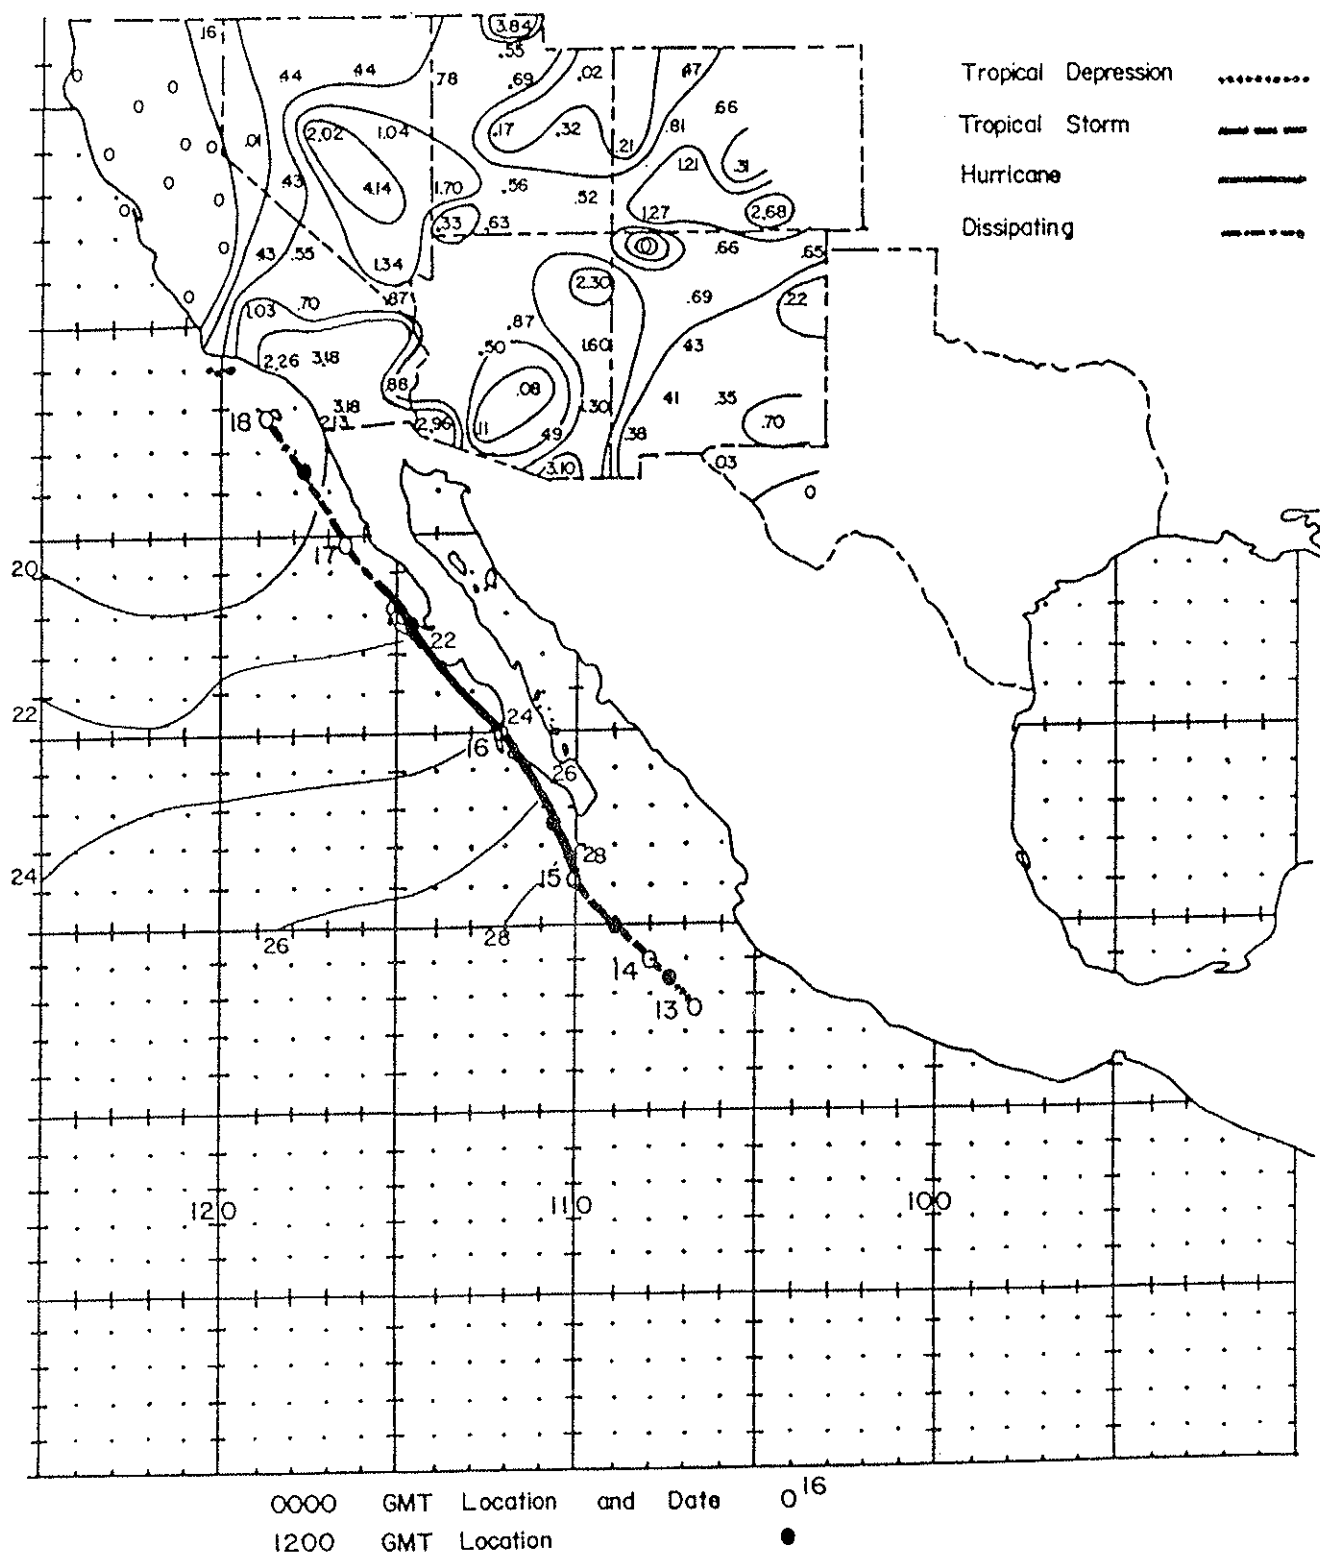 3.84
.16
.55
Tropical Depression
.44 .44 .78 .69 .02 .47
.66
Tropical Storm
2.02 1.04 .17 .32 .81
.01 .21
1.21 .31
Hurricane
.43 4.14 1.70 .56 .52
1.27 2.68
.33 .63
Dissipating
.43 .55 .66 .65
1.34
2.30
.87 .69 .22
1.03 .70
.87
.50 1.60 .43
2.26 3.18
.88 .08
3.18 1.30 .41 .35
18 2.13 2.96 .11 .49 .38 .70
3.10 .03
0
17
20
22
22
24
16
26
28
24 15
26 28
14
13
120 110 100
0000 GMT Location and Date 0 16
1200 GMT Location